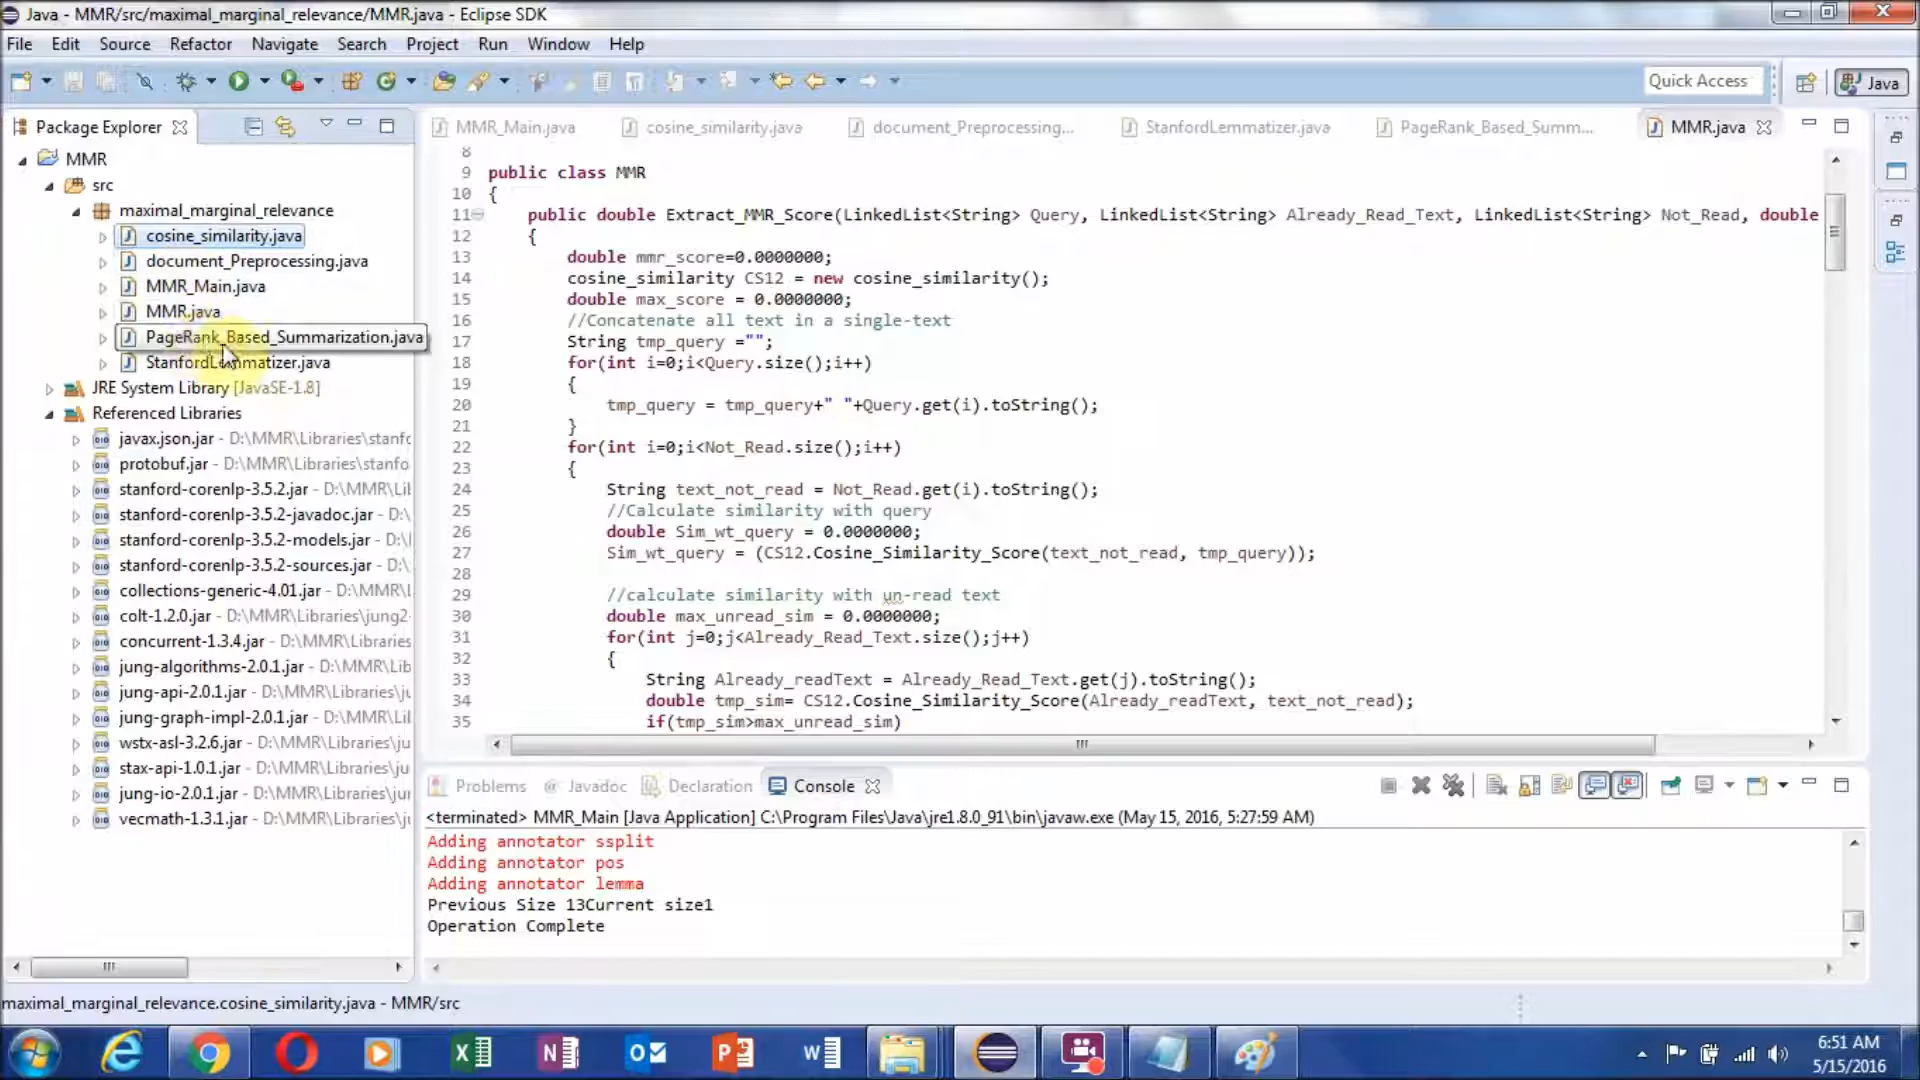 Java - MMR/src/maximal_marginal_relevance/MMR.java - Eclipse SDK
File Edit Source Refactor Navigate Search Project Run Window Help
Quick Access
Java
Package Explorer
MMR
src
maximal_marginal_relevance
cosine_similarity.java
document_Preprocessing.java
MMR_Main.java
MMR.java
PageRank_Based_Summarization.java
StanfordLemmatizer.java
JRE System Library [JavaSE-1.8]
Referenced Libraries
javax.json.jar - D:\MMR\Libraries\stanfo
protobuf.jar - D:\MMR\Libraries\stanfo
stanford-corenlp-3.5.2.jar - D:\MMR\Lil
stanford-corenlp-3.5.2-javadoc.jar - D:\
stanford-corenlp-3.5.2-models.jar - D:\
stanford-corenlp-3.5.2-sources.jar - D:\
collections-generic-4.01.jar - D:\MMR\L
colt-1.2.0.jar - D:\MMR\Libraries\jung2-
concurrent-1.3.4.jar - D:\MMR\Libraries
jung-algorithms-2.0.1.jar - D:\MMR\Lib
jung-api-2.0.1.jar - D:\MMR\Libraries\ju
jung-graph-impl-2.0.1.jar - D:\MMR\Lib
wstx-asl-3.2.6.jar - D:\MMR\Libraries\ju
stax-api-1.0.1.jar - D:\MMR\Libraries\ju
jung-io-2.0.1.jar - D:\MMR\Libraries\ju
vecmath-1.3.1.jar - D:\MMR\Libraries\ju
MMR_Main.java cosine_similarity.java document_Preprocessing... StanfordLemmatizer.java PageRank_Based_Summ... MMR.java
8
9 public class MMR
10 {
11 public double Extract_MMR_Score(LinkedList<String> Query, LinkedList<String> Already_Read_Text, LinkedList<String> Not_Read, double
12 {
13 double mmr_score=0.0000000;
14 cosine_similarity CS12 = new cosine_similarity();
15 double max_score = 0.0000000;
16 //Concatenate all text in a single-text
17 String tmp_query ="";
18 for(int i=0;i<Query.size();i++)
19 {
20 tmp_query = tmp_query+" "+Query.get(i).toString();
21 }
22 for(int i=0;i<Not_Read.size();i++)
23 {
24 String text_not_read = Not_Read.get(i).toString();
25 //Calculate similarity with query
26 double Sim_wt_query = 0.0000000;
27 Sim_wt_query = (CS12.Cosine_Similarity_Score(text_not_read, tmp_query));
28
29 //calculate similarity with un-read text
30 double max_unread_sim = 0.0000000;
31 for(int j=0;j<Already_Read_Text.size();j++)
32 {
33 String Already_readText = Already_Read_Text.get(j).toString();
34 double tmp_sim= CS12.Cosine_Similarity_Score(Already_readText, text_not_read);
35 if(tmp_sim>max_unread_sim)
Problems Javadoc Declaration Console
<terminated> MMR_Main [Java Application] C:\Program Files\Java\jre1.8.0_91\bin\javaw.exe (May 15, 2016, 5:27:59 AM)
Adding annotator ssplit
Adding annotator pos
Adding annotator lemma
Previous Size 13Current size1
Operation Complete
maximal_marginal_relevance.cosine_similarity.java - MMR/src
6:51 AM
5/15/2016